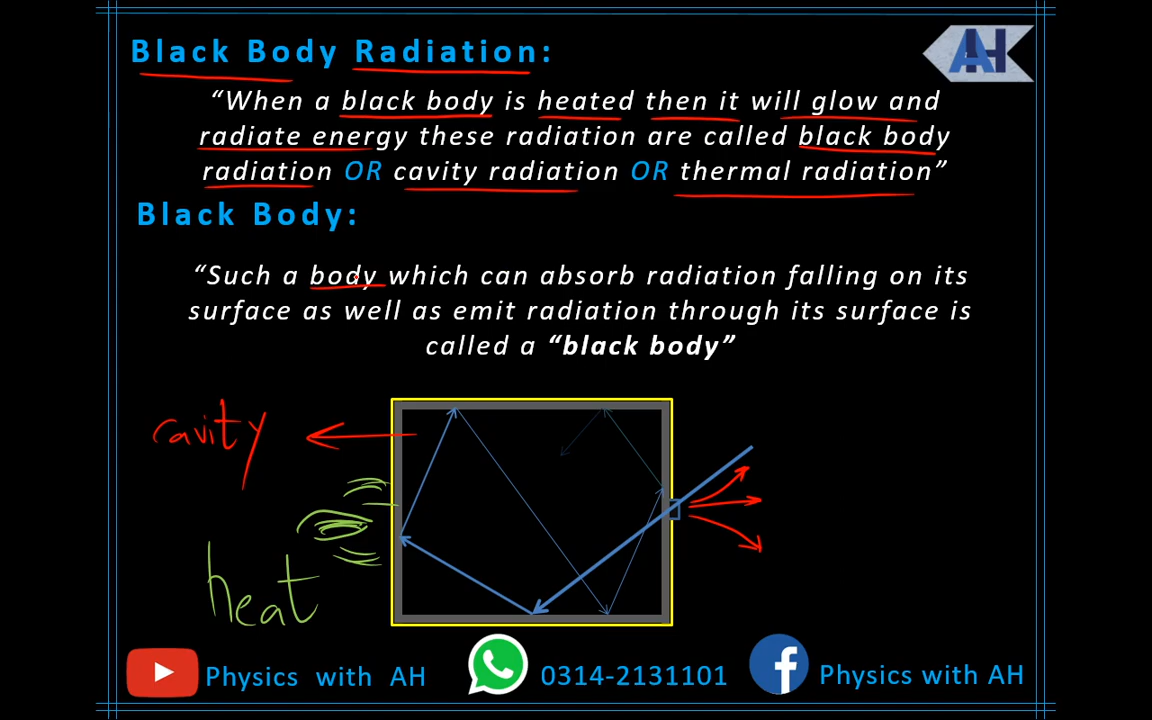 Black Body Radiation:
AH
“When a black body is heated then it will glow and
radiate energy these radiation are called black body
radiation OR cavity radiation OR thermal radiation”
Black Body:
“Such a body which can absorb radiation falling on its
surface as well as emit radiation through its surface is
called a “black body”
cavity
heat
Physics with AH
0314-2131101
Physics with AH